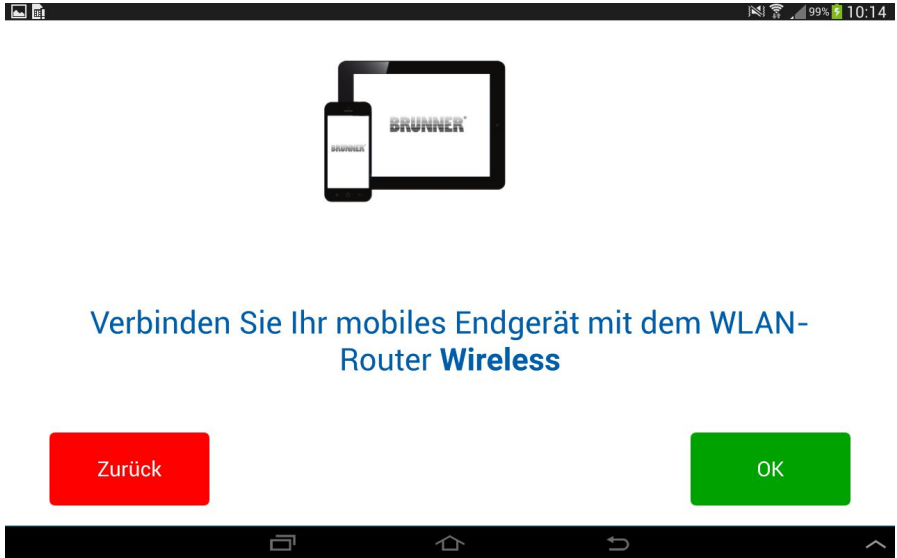 99% 10:14
BRUNNER
BRUNNER
Verbinden Sie Ihr mobiles Endgerät mit dem WLAN-
Router Wireless
Zurück
OK